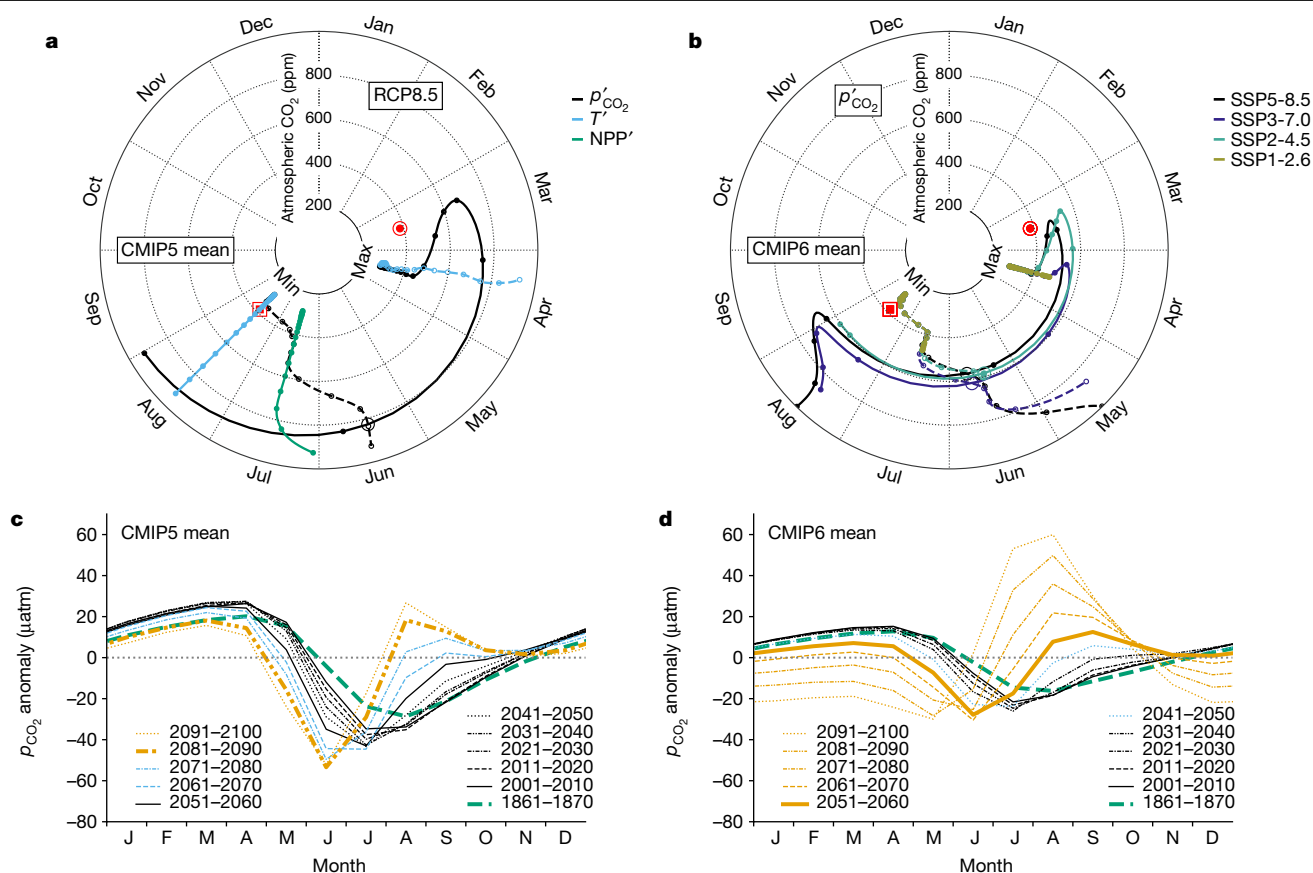 a
Dec
Jan
Nov
Feb
Oct
Mar
Sep
Apr
Aug
May
Jul
Jun
Atmospheric CO2 (ppm)
800
600
400
200
RCP8.5
CMIP5 mean
Max
Min
p′CO2
T′
NPP′
b
Dec
Jan
Nov
Feb
Oct
Mar
Sep
Apr
Aug
May
Jul
Jun
Atmospheric CO2 (ppm)
800
600
400
200
p′CO2
CMIP6 mean
Max
Min
SSP5-8.5
SSP3-7.0
SSP2-4.5
SSP1-2.6
c
CMIP5 mean
pCO2 anomaly (µatm)
60
40
20
0
−20
−40
−60
−80
2091–2100
2081–2090
2071–2080
2061–2070
2051–2060
2041–2050
2031–2040
2021–2030
2011–2020
2001–2010
1861–1870
J F M A M J J A S O N D
Month
d
CMIP6 mean
pCO2 anomaly (µatm)
60
40
20
0
−20
−40
−60
−80
2091–2100
2081–2090
2071–2080
2061–2070
2051–2060
2041–2050
2031–2040
2021–2030
2011–2020
2001–2010
1861–1870
J F M A M J J A S O N D
Month